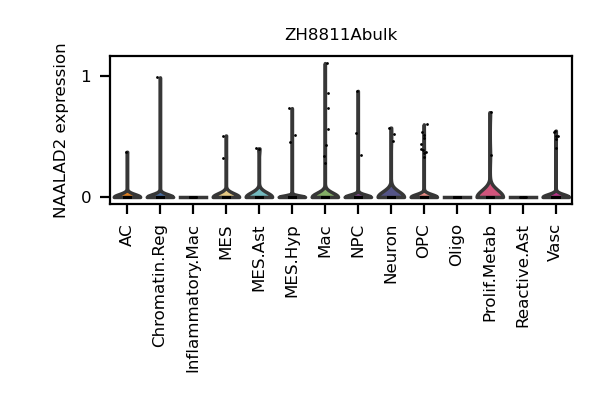 ZH8811Abulk
NAALAD2 expression
1
0
AC
Chromatin.Reg
Inflammatory.Mac
MES
MES.Ast
MES.Hyp
Mac
NPC
Neuron
OPC
Oligo
Prolif.Metab
Reactive.Ast
Vasc